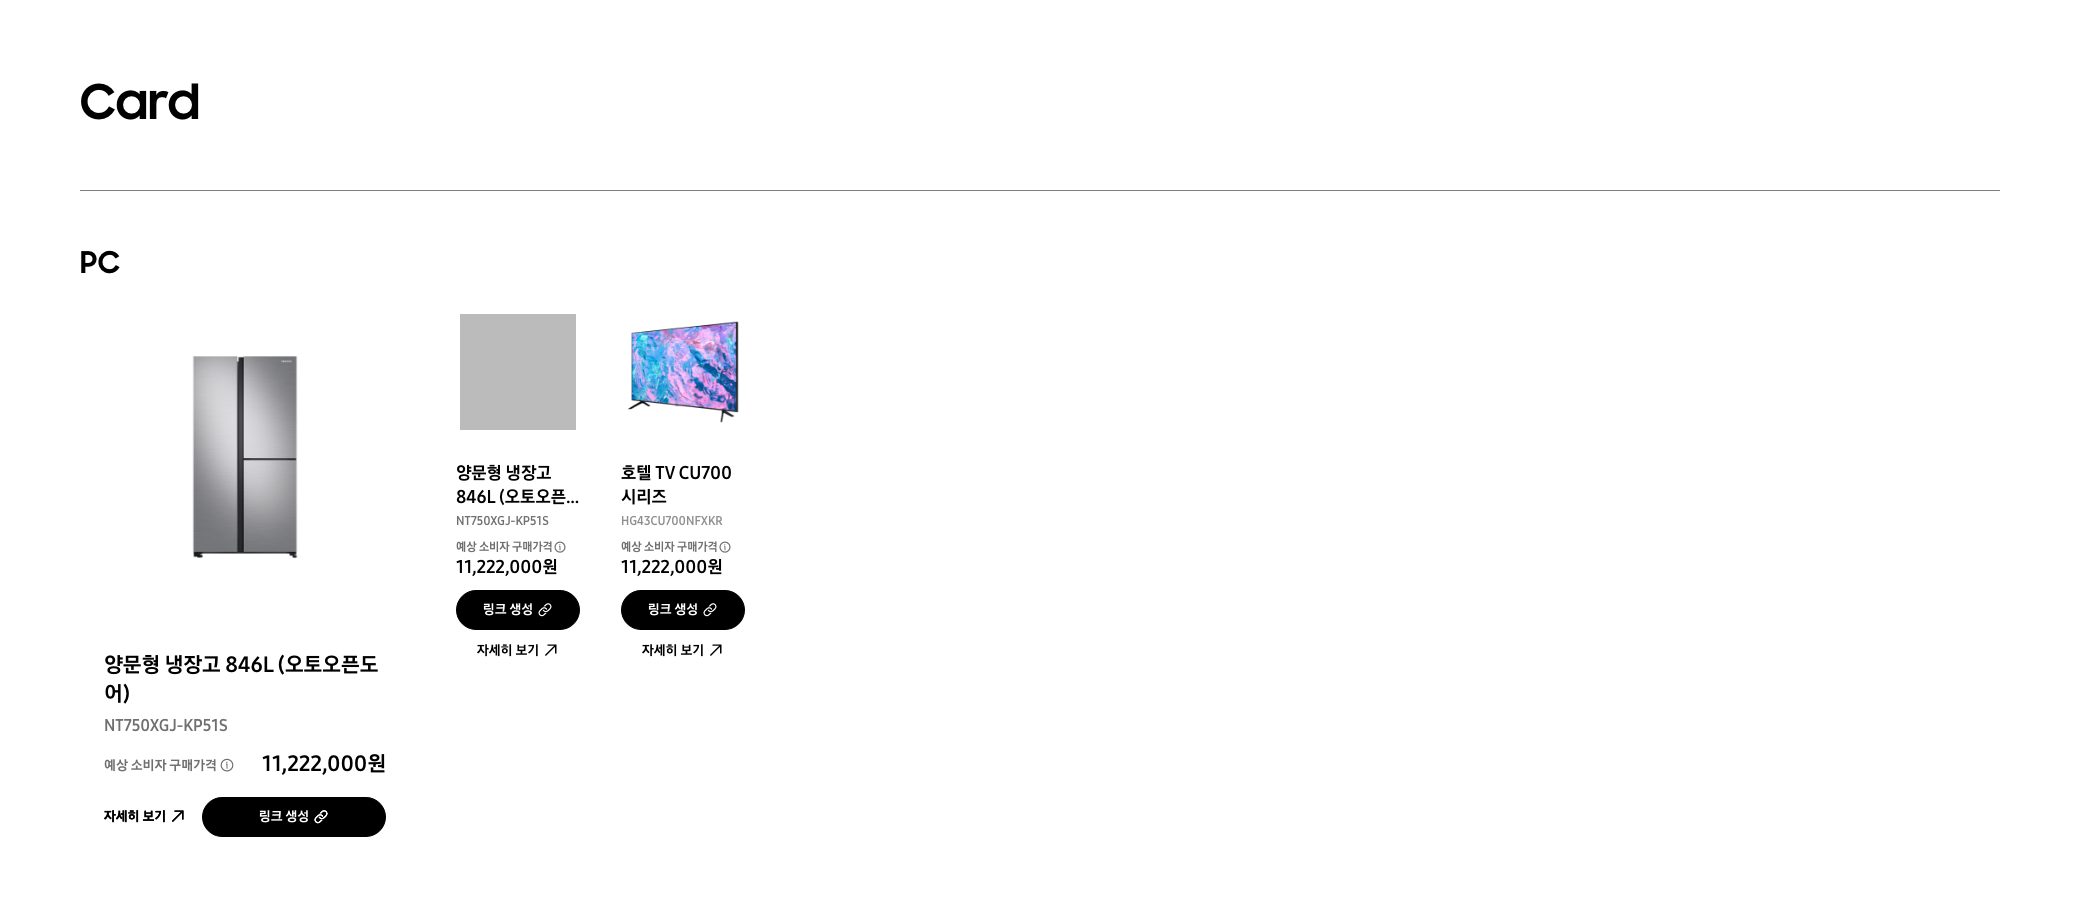 Card
PC
양문형 냉장고 846L (오토오픈도
어)
NT750XGJ-KP51S
예상 소비자 구매가격
11,222,000원
자세히 보기
링크 생성
양문형 냉장고
846L (오토오픈...
NT750XGJ-KP51S
예상 소비자 구매가격
11,222,000원
링크 생성
자세히 보기
호텔 TV CU700
시리즈
HG43CU700NFXKR
예상 소비자 구매가격
11,222,000원
링크 생성
자세히 보기